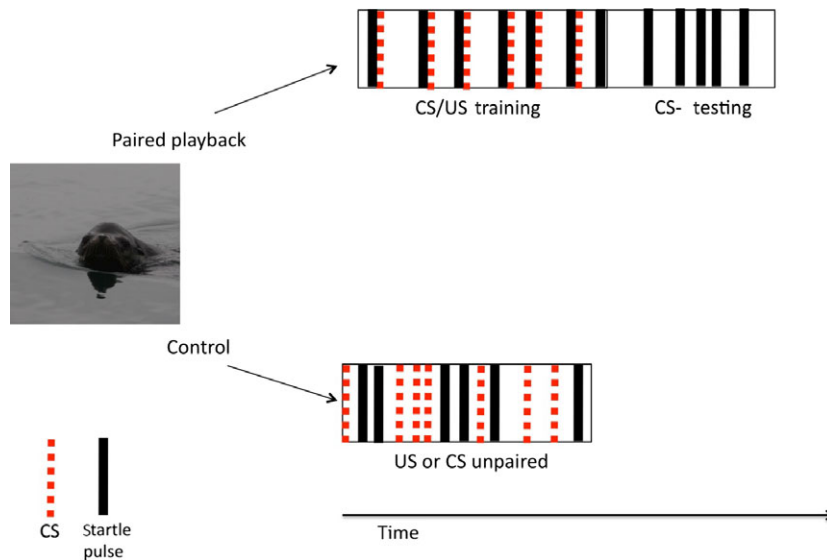 CS/US training
CS- testing
Paired playback
Control
US or CS unpaired
CS
Startle
pulse
Time